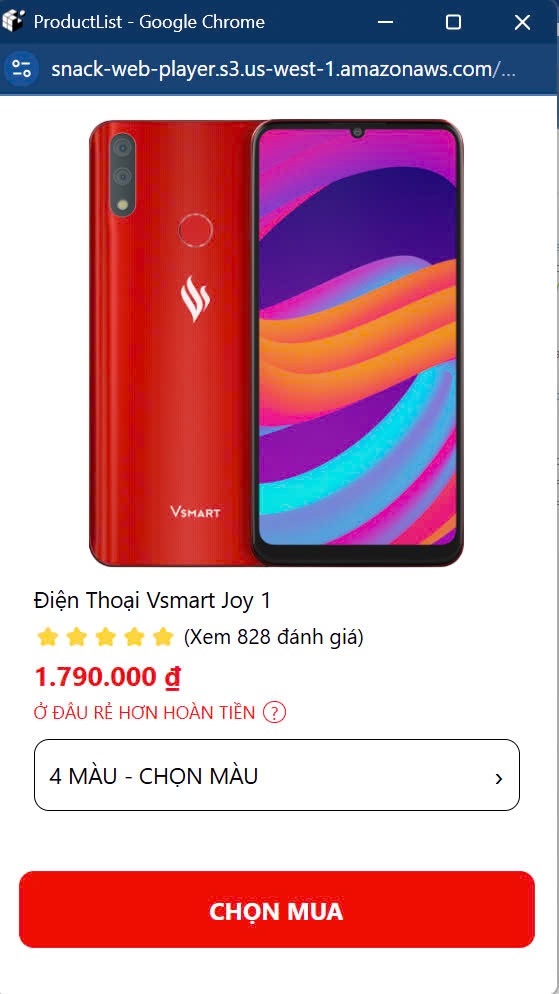 ProductList - Google Chrome
snack-web-player.s3.us-west-1.amazonaws.com/...
VSMART
Điện Thoại Vsmart Joy 1
(Xem 828 đánh giá)
1.790.000 ₫
Ở ĐÂU RẺ HƠN HOÀN TIỀN ?
4 MÀU - CHỌN MÀU ›
CHỌN MUA